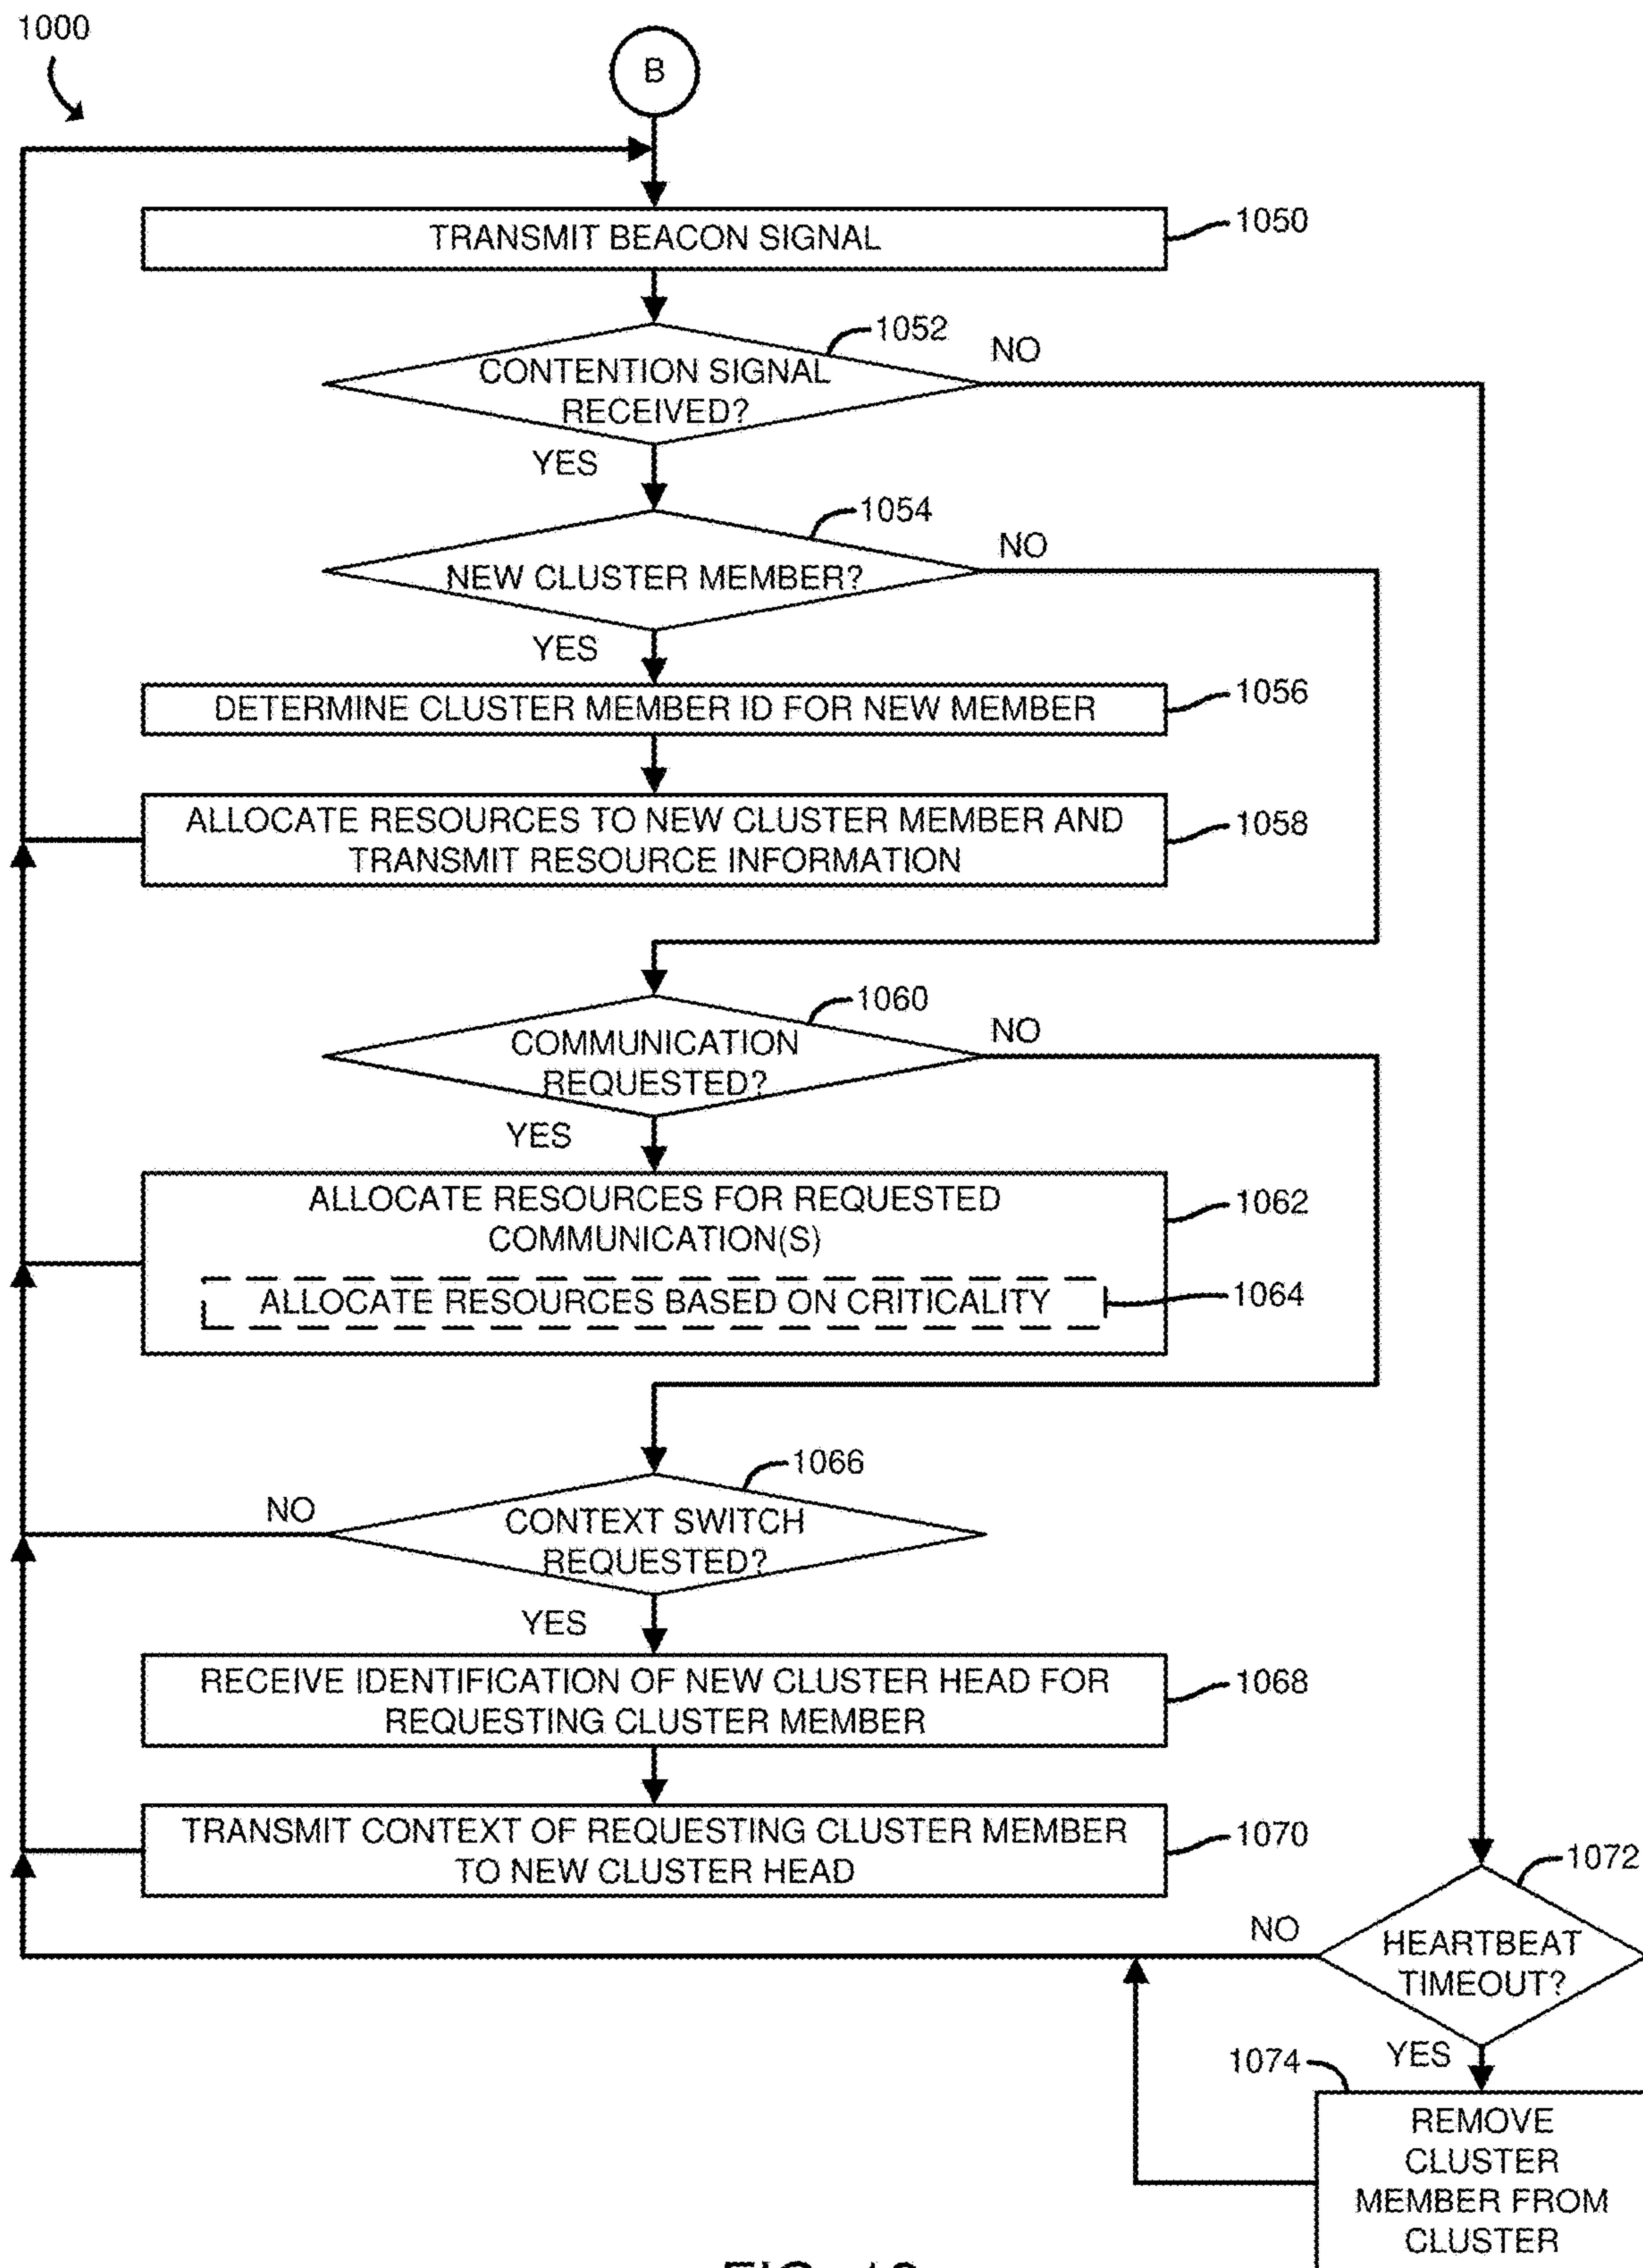 1000
B
TRANSMIT BEACON SIGNAL
1050
1052
CONTENTION SIGNAL
RECEIVED?
NO
YES
1054
NEW CLUSTER MEMBER?
NO
YES
DETERMINE CLUSTER MEMBER ID FOR NEW MEMBER
1056
ALLOCATE RESOURCES TO NEW CLUSTER MEMBER AND
TRANSMIT RESOURCE INFORMATION
1058
1060
COMMUNICATION
REQUESTED?
NO
YES
ALLOCATE RESOURCES FOR REQUESTED
COMMUNICATION(S)
1062
ALLOCATE RESOURCES BASED ON CRITICALITY
1064
1066
CONTEXT SWITCH
REQUESTED?
NO
YES
RECEIVE IDENTIFICATION OF NEW CLUSTER HEAD FOR
REQUESTING CLUSTER MEMBER
1068
TRANSMIT CONTEXT OF REQUESTING CLUSTER MEMBER
TO NEW CLUSTER HEAD
1070
1072
HEARTBEAT
TIMEOUT?
NO
YES
1074
REMOVE
CLUSTER
MEMBER FROM
CLUSTER